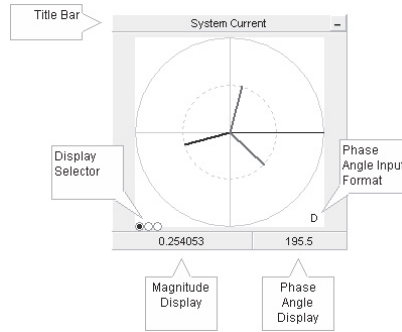 Title Bar
System Current
Display
Selector
Phase
Angle Input
Format
D
0.254053
195.5
Magnitude
Display
Phase
Angle
Display